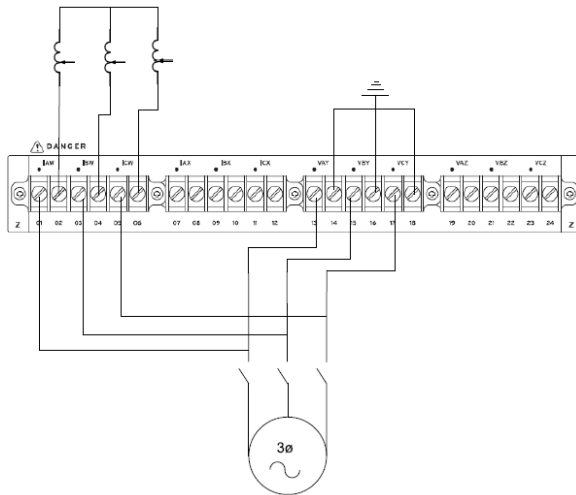 DANGER
IAW IBW ICW IAX IBX ICX VAY VBY VCY VAZ VBZ VCZ
Z 01 02 03 04 05 06 07 08 09 10 11 12 13 14 15 16 17 18 19 20 21 22 23 24 Z
3ø